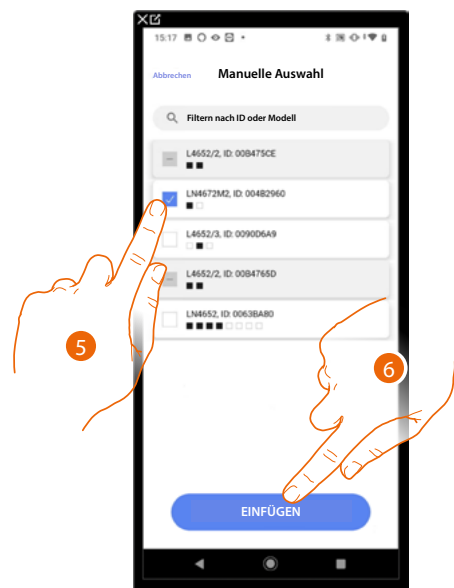 15:17
Abbrechen Manuelle Auswahl
Filtern nach ID oder Modell
L4652/2, ID: 00B475CE
LN4672M2, ID: 004B2960
L4652/3, ID: 0090D6A9
L4652/2, ID: 00B4765D
LN4652, ID: 0063BA80
5
6
EINFÜGEN